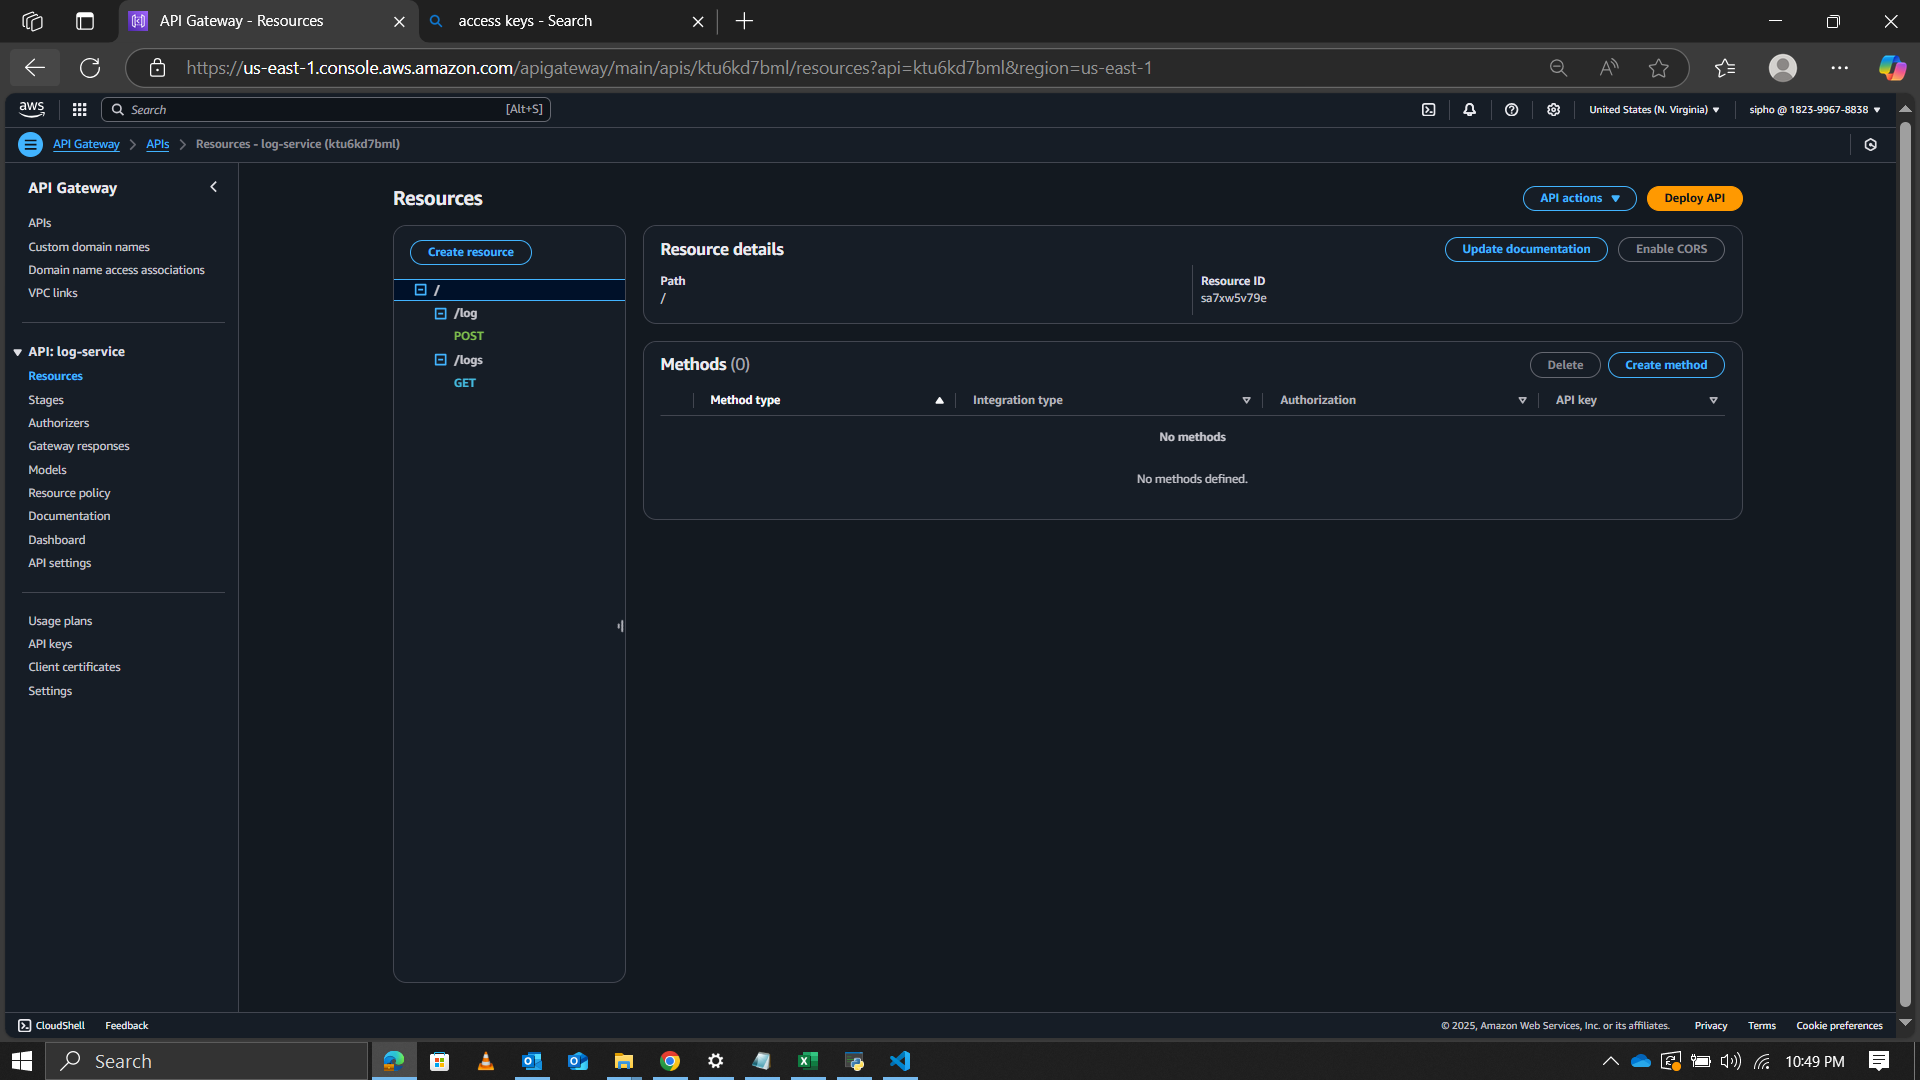 API Gateway - Resources
access keys - Search
https://us-east-1.console.aws.amazon.com/apigateway/main/apis/ktu6kd7bml/resources?api=ktu6kd7bml&region=us-east-1
aws
Search
[Alt+S]
United States (N. Virginia)
sipho @ 1823-9967-8838
API Gateway
APIs
Resources - log-service (ktu6kd7bml)
API Gateway
APIs
Custom domain names
Domain name access associations
VPC links
API: log-service
Resources
Stages
Authorizers
Gateway responses
Models
Resource policy
Documentation
Dashboard
API settings
Usage plans
API keys
Client certificates
Settings
Resources
API actions
Deploy API
Create resource
/
/log
POST
/logs
GET
Resource details
Update documentation
Enable CORS
Path
/
Resource ID
sa7xw5v79e
Methods (0)
Delete
Create method
Method type
Integration type
Authorization
API key
No methods
No methods defined.
CloudShell
Feedback
© 2025, Amazon Web Services, Inc. or its affiliates.
Privacy
Terms
Cookie preferences
Search
10:49 PM